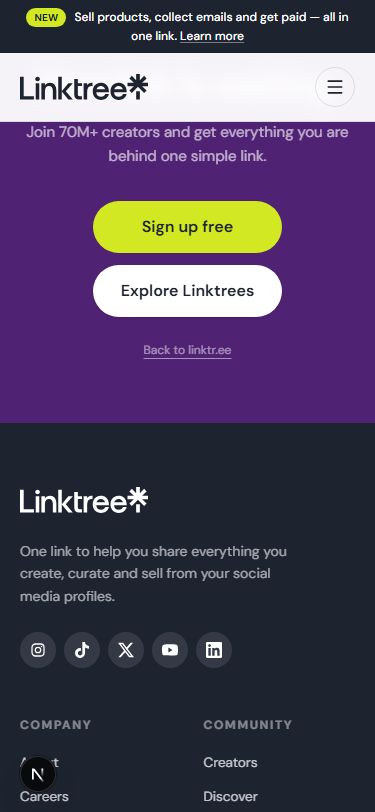 NEW Sell products, collect emails and get paid — all in
one link. Learn more
Linktree
Join 70M+ creators and get everything you are
behind one simple link.
Sign up free
Explore Linktrees
Back to linktr.ee
Linktree
One link to help you share everything you
create, curate and sell from your social
media profiles.
COMPANY
COMMUNITY
Creators
N
Careers
Discover